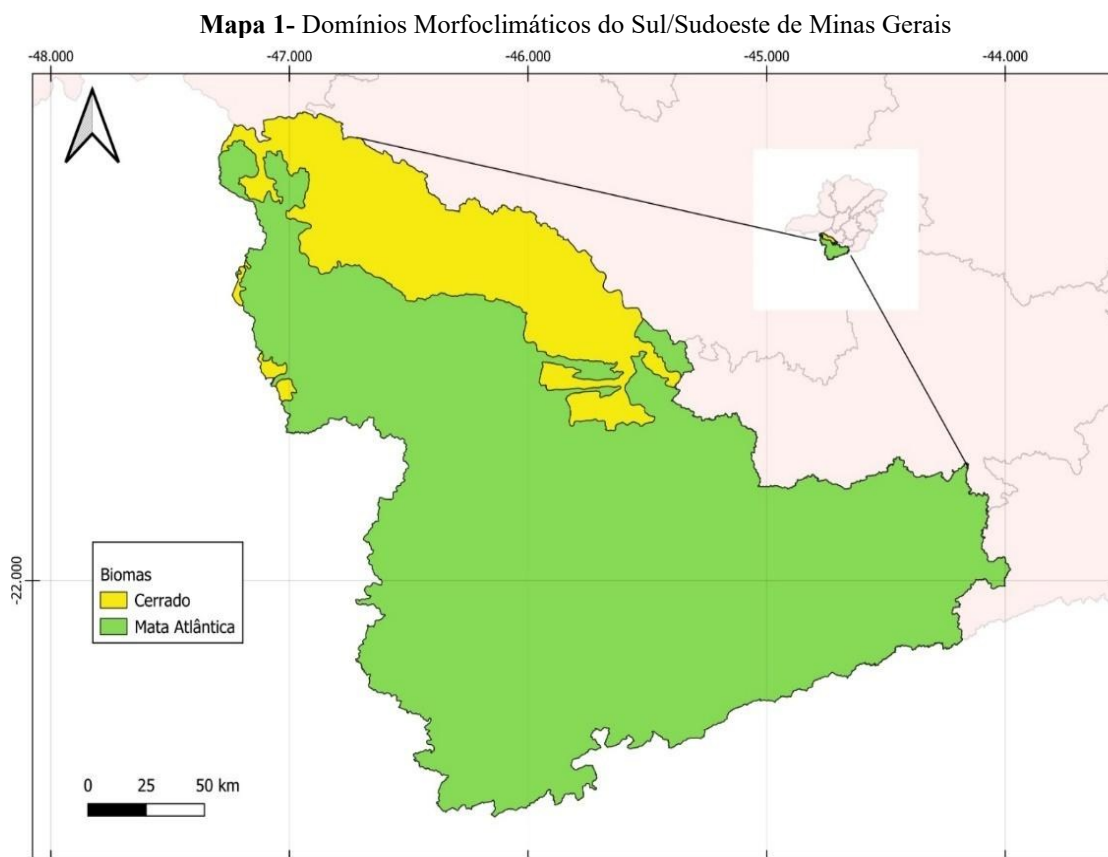 Mapa 1- Domínios Morfoclimáticos do Sul/Sudoeste de Minas Gerais
-48.000 -47.000 -46.000 -45.000 -44.000
-22.000
Biomas
Cerrado
Mata Atlântica
0 25 50 km